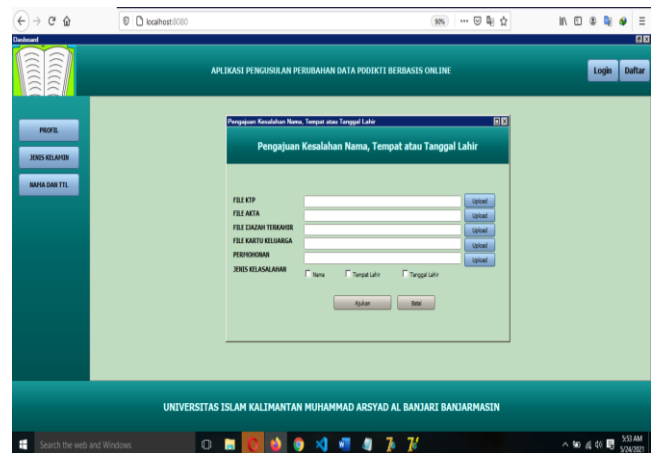 localhost:8080
90%
Dashboard
APLIKASI PENGUSULAN PERUBAHAN DATA PDDIKTI BERBASIS ONLINE
Login Daftar
PROFIL
JENIS KELAMIN
NAMA DAN TTL
Pengajuan Kesalahan Nama, Tempat atau Tanggal Lahir
Pengajuan Kesalahan Nama, Tempat atau Tanggal Lahir
FILE KTP Upload
FILE AKTA Upload
FILE IJAZAH TERKAHIR Upload
FILE KARTU KELUARGA Upload
PERMOHONAN Upload
JENIS KELASALAHAN Nama Tempat Lahir Tanggal Lahir
Ajukan Batal
UNIVERSITAS ISLAM KALIMANTAN MUHAMMAD ARSYAD AL BANJARI BANJARMASIN
Search the web and Windows
5:53 AM
5/24/2021